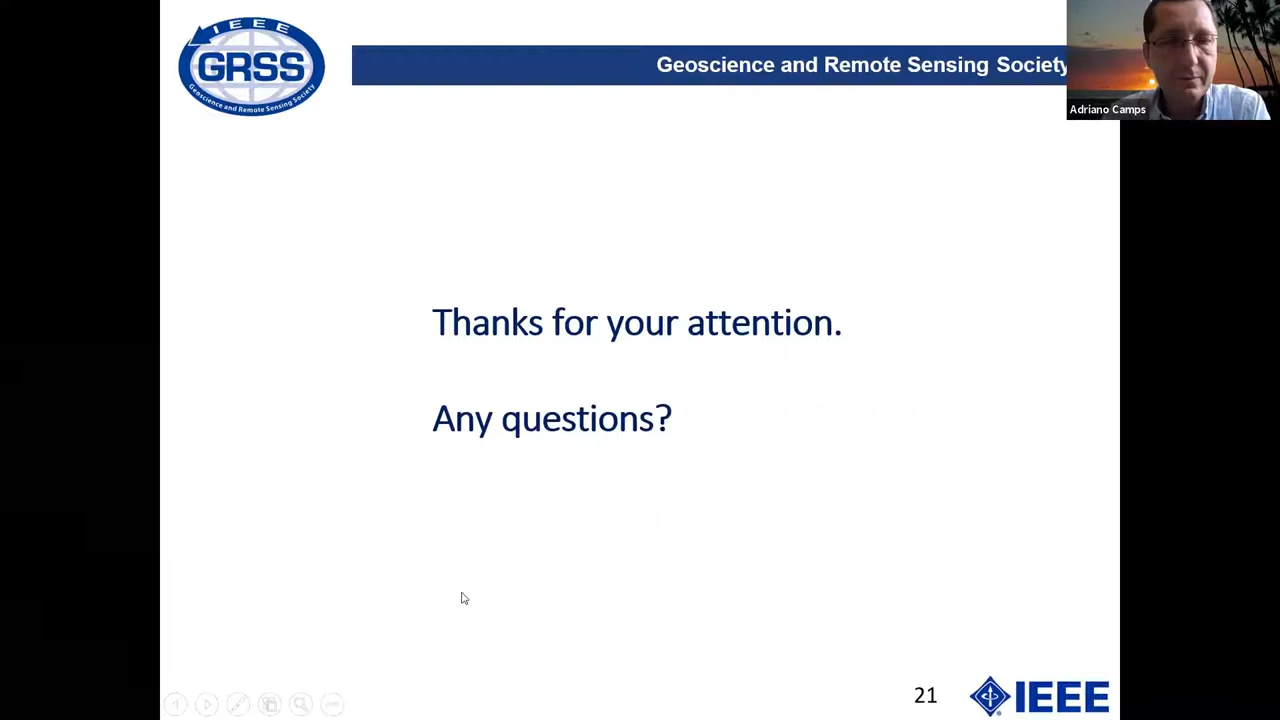 IEEE
GRSS
Geoscience and Remote Sensing Society
Geoscience and Remote Sensing Society
Adriano Camps
Thanks for your attention.
Any questions?
21
IEEE